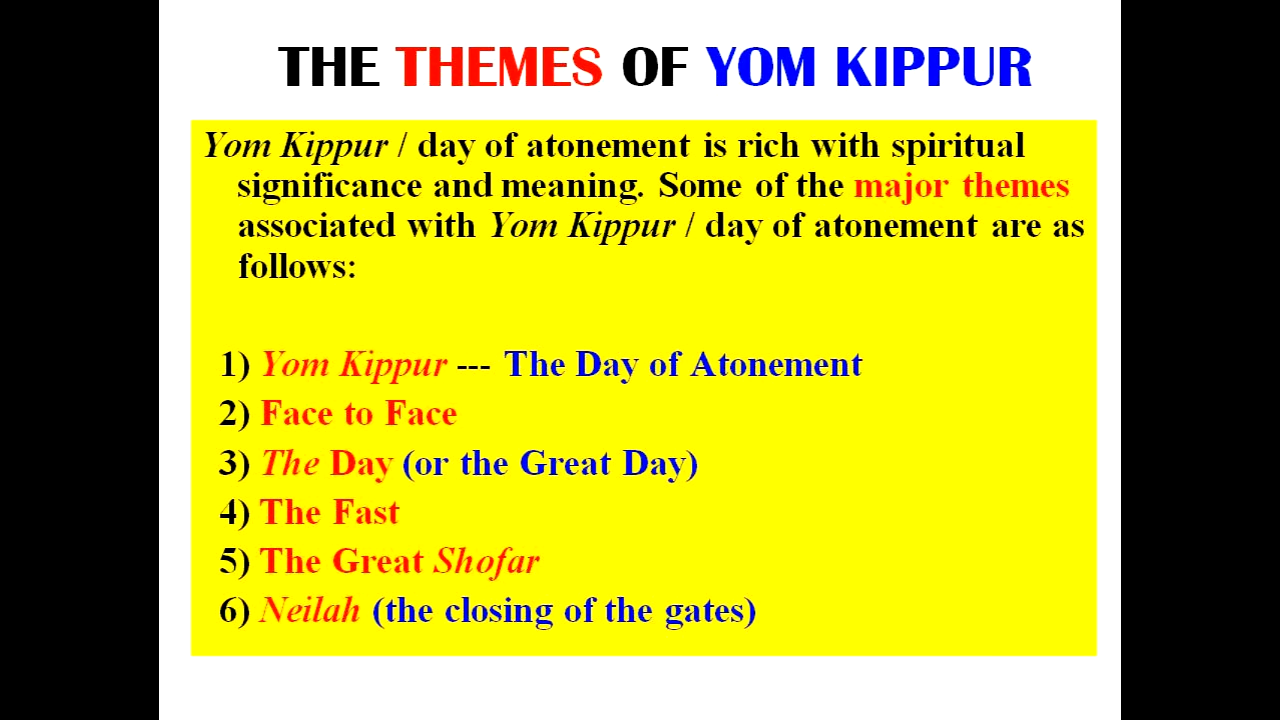 THE THEMES OF YOM KIPPUR
Yom Kippur / day of atonement is rich with spiritual
significance and meaning. Some of the major themes
associated with Yom Kippur / day of atonement are as
follows:
1) Yom Kippur --- The Day of Atonement
2) Face to Face
3) The Day (or the Great Day)
4) The Fast
5) The Great Shofar
6) Neilah (the closing of the gates)